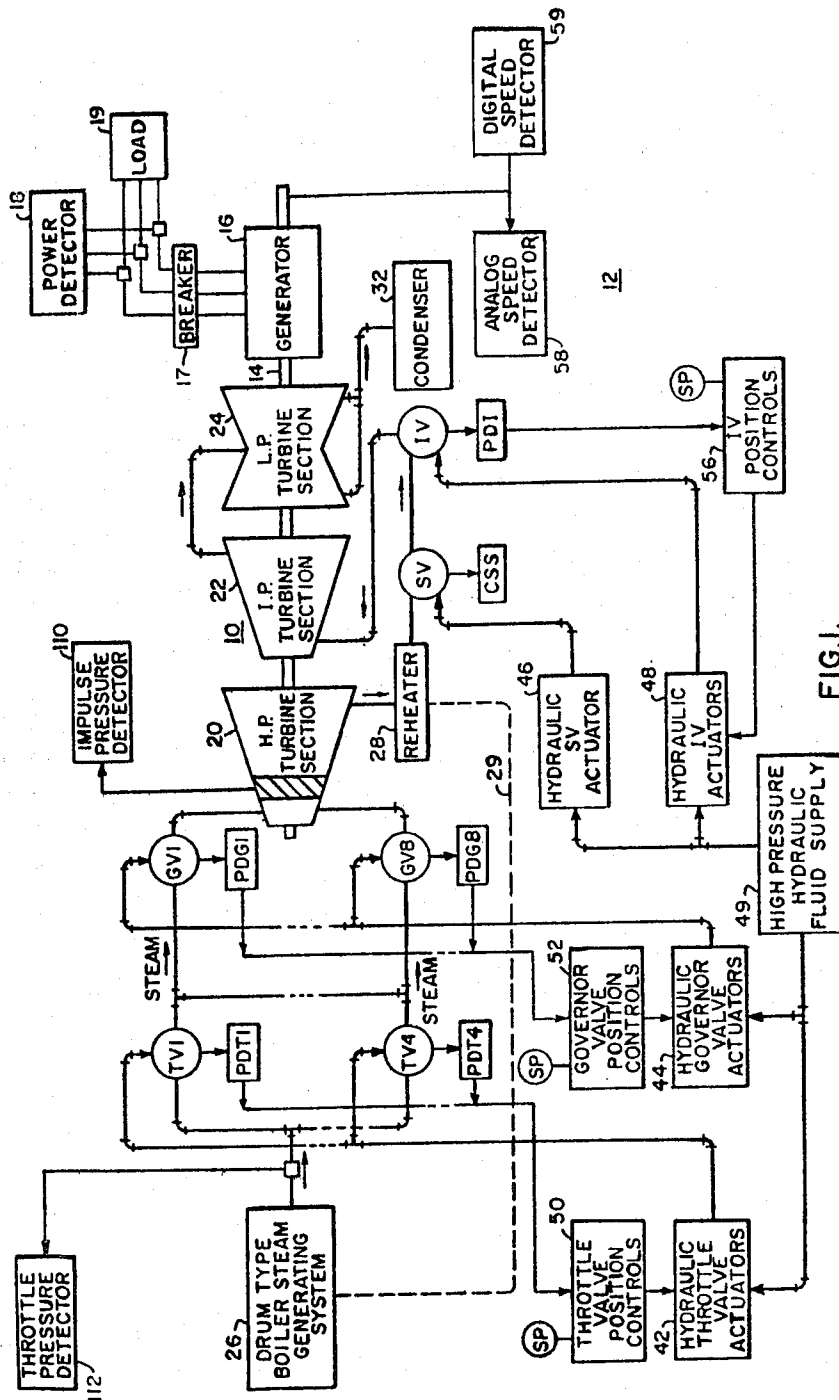 THROTTLE
PRESSURE
DETECTOR
112
26
DRUM TYPE
BOILER STEAM
GENERATING
SYSTEM
TV1
PDT1
TV4
PDT4
STEAM
STEAM
GV1
PDG1
GV8
PDG8
IMPULSE
PRESSURE
DETECTOR
110
20
H.P.
TURBINE
SECTION
10
22
I.P.
TURBINE
SECTION
24
L.P.
TURBINE
SECTION
14
GENERATOR
16
17
BREAKER
POWER
DETECTOR
18
LOAD
19
28
REHEATER
29
SV
CSS
IV
PDI
CONDENSER
32
ANALOG
SPEED
DETECTOR
58
DIGITAL
SPEED
DETECTOR
59
12
SP
50
THROTTLE
VALVE
POSITION
CONTROLS
42
HYDRAULIC
THROTTLE
VALVE
ACTUATORS
SP
52
GOVERNOR
VALVE
POSITION
CONTROLS
44
HYDRAULIC
GOVERNOR
VALVE
ACTUATORS
46
HYDRAULIC
SV
ACTUATOR
48
HYDRAULIC
IV
ACTUATORS
49
HIGH PRESSURE
HYDRAULIC
FLUID SUPPLY
SP
56
IV
POSITION
CONTROLS
FIG.1.